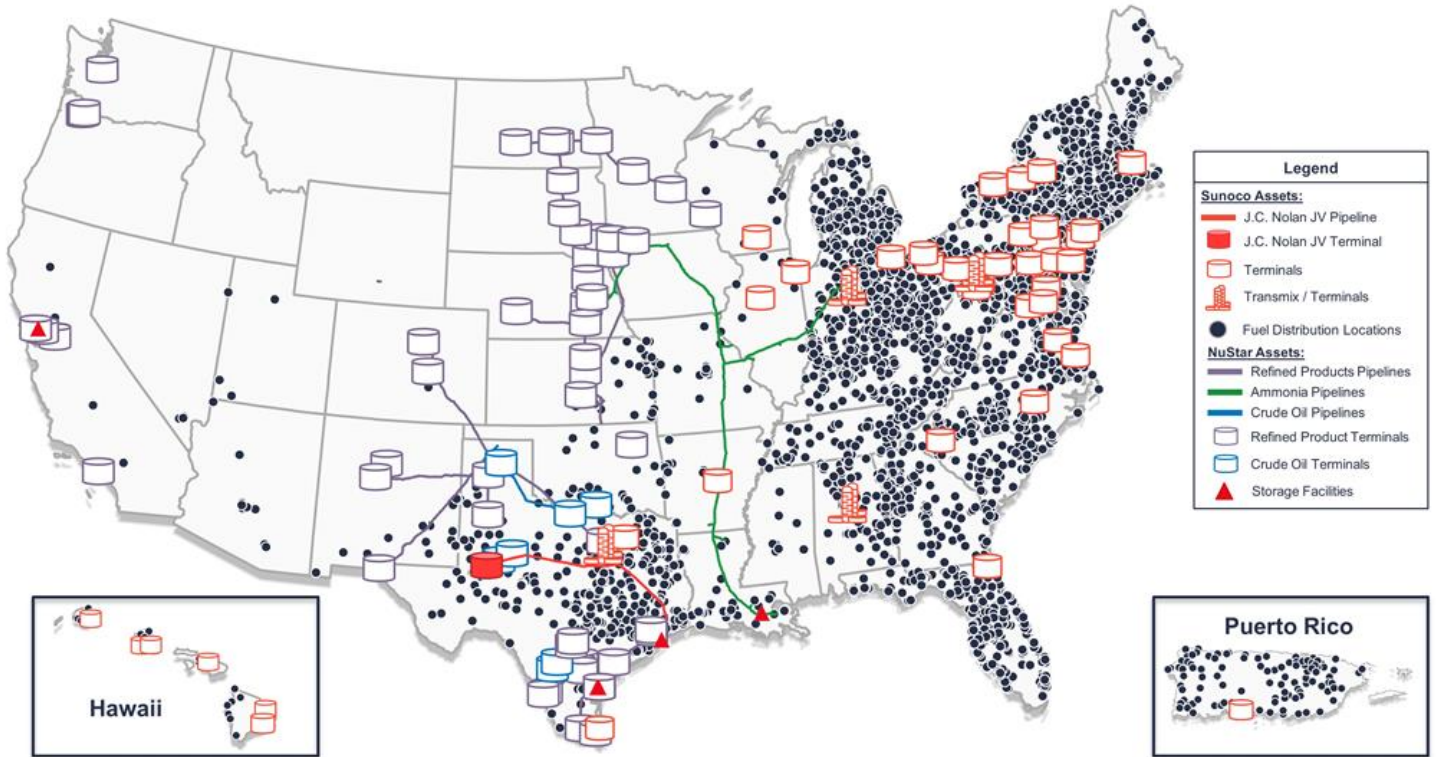 Legend
Sunoco Assets:
J.C. Nolan JV Pipeline
J.C. Nolan JV Terminal
Terminals
Transmix / Terminals
Fuel Distribution Locations
NuStar Assets:
Refined Products Pipelines
Ammonia Pipelines
Crude Oil Pipelines
Refined Product Terminals
Crude Oil Terminals
Storage Facilities
Hawaii
Puerto Rico